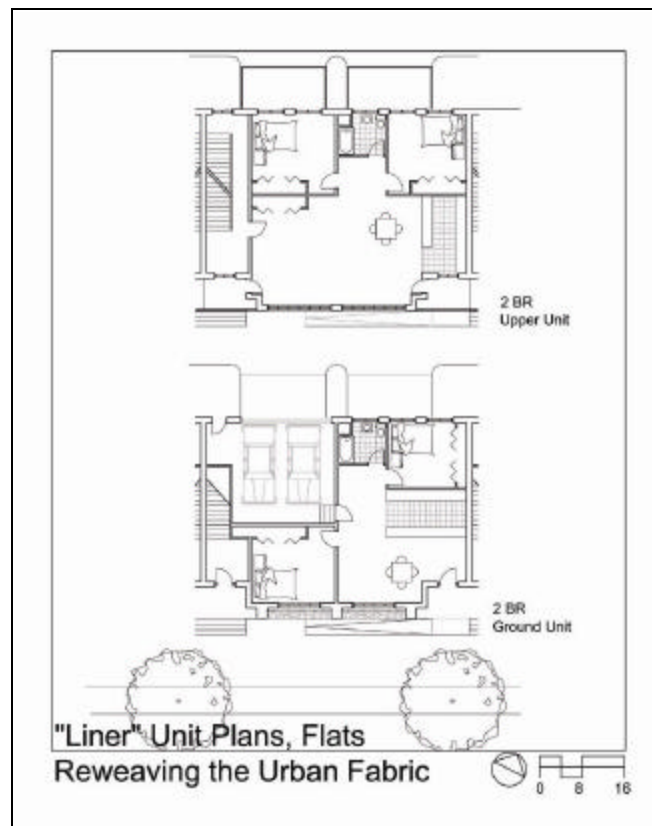 2 BR
Upper Unit
2 BR
Ground Unit
"Liner" Unit Plans, Flats
Reweaving the Urban Fabric
0 8 16